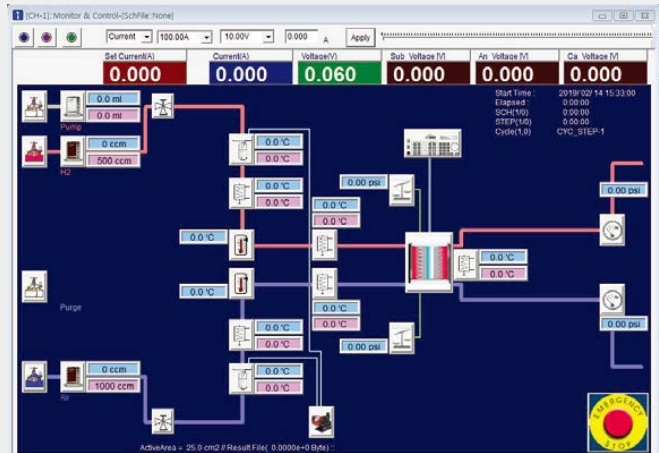 [CH-1]::Monitor & Control-[SchFile::None]
Current 100.00A 10.00V 0.000 A Apply
Set Current(A) Current(A) Voltage(V) Sub Voltage [V] An Voltage [V] Ca Voltage [V]
0.000 0.000 0.060 0.000 0.000 0.000
Start Time : 2019/02/14 15:33:00
Elapsed : 0:00:00
SCH(1/0) 0:00:00
STEP(1/0) 0:00:00
Cycle(1,0) CYC_STEP-1
0.0 ml
0.0 ml
Pump
0 ccm
500 ccm
H2
0.0 'C
0.0 'C
0.0 'C
0.0 'C
0.0 'C
0.0 'C
0.0 'C
0.00 psi
0.00 psi
0.0 'C
0.0 'C
0.0 'C
Purge
0.0 'C
0.0 'C
0.0 'C
0.0 'C
0.00 psi
0.00 psi
0 ccm
1000 ccm
Air
0.0 'C
0.0 'C
EMERGENCY
STOP
ActiveArea = 25.0 cm2 // Result File( 0.0000e+0 Byte) ::